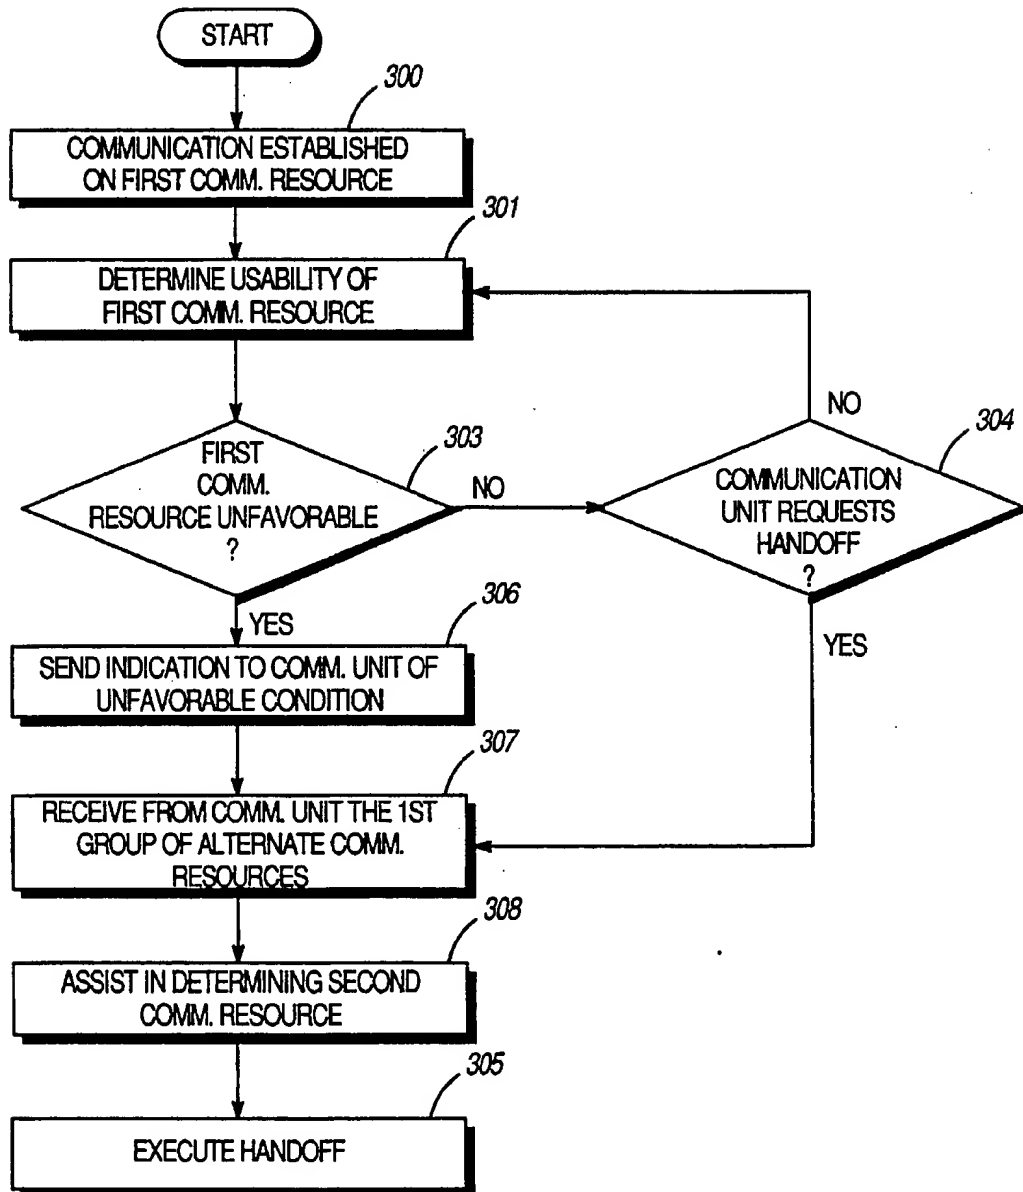 START
300
COMMUNICATION ESTABLISHED
ON FIRST COMM. RESOURCE
301
DETERMINE USABILITY OF
FIRST COMM. RESOURCE
303
FIRST
COMM.
RESOURCE UNFAVORABLE
?
NO
NO
304
COMMUNICATION
UNIT REQUESTS
HANDOFF
?
YES
YES
306
SEND INDICATION TO COMM. UNIT OF
UNFAVORABLE CONDITION
307
RECEIVE FROM COMM. UNIT THE 1ST
GROUP OF ALTERNATE COMM.
RESOURCES
308
ASSIST IN DETERMINING SECOND
COMM. RESOURCE
305
EXECUTE HANDOFF